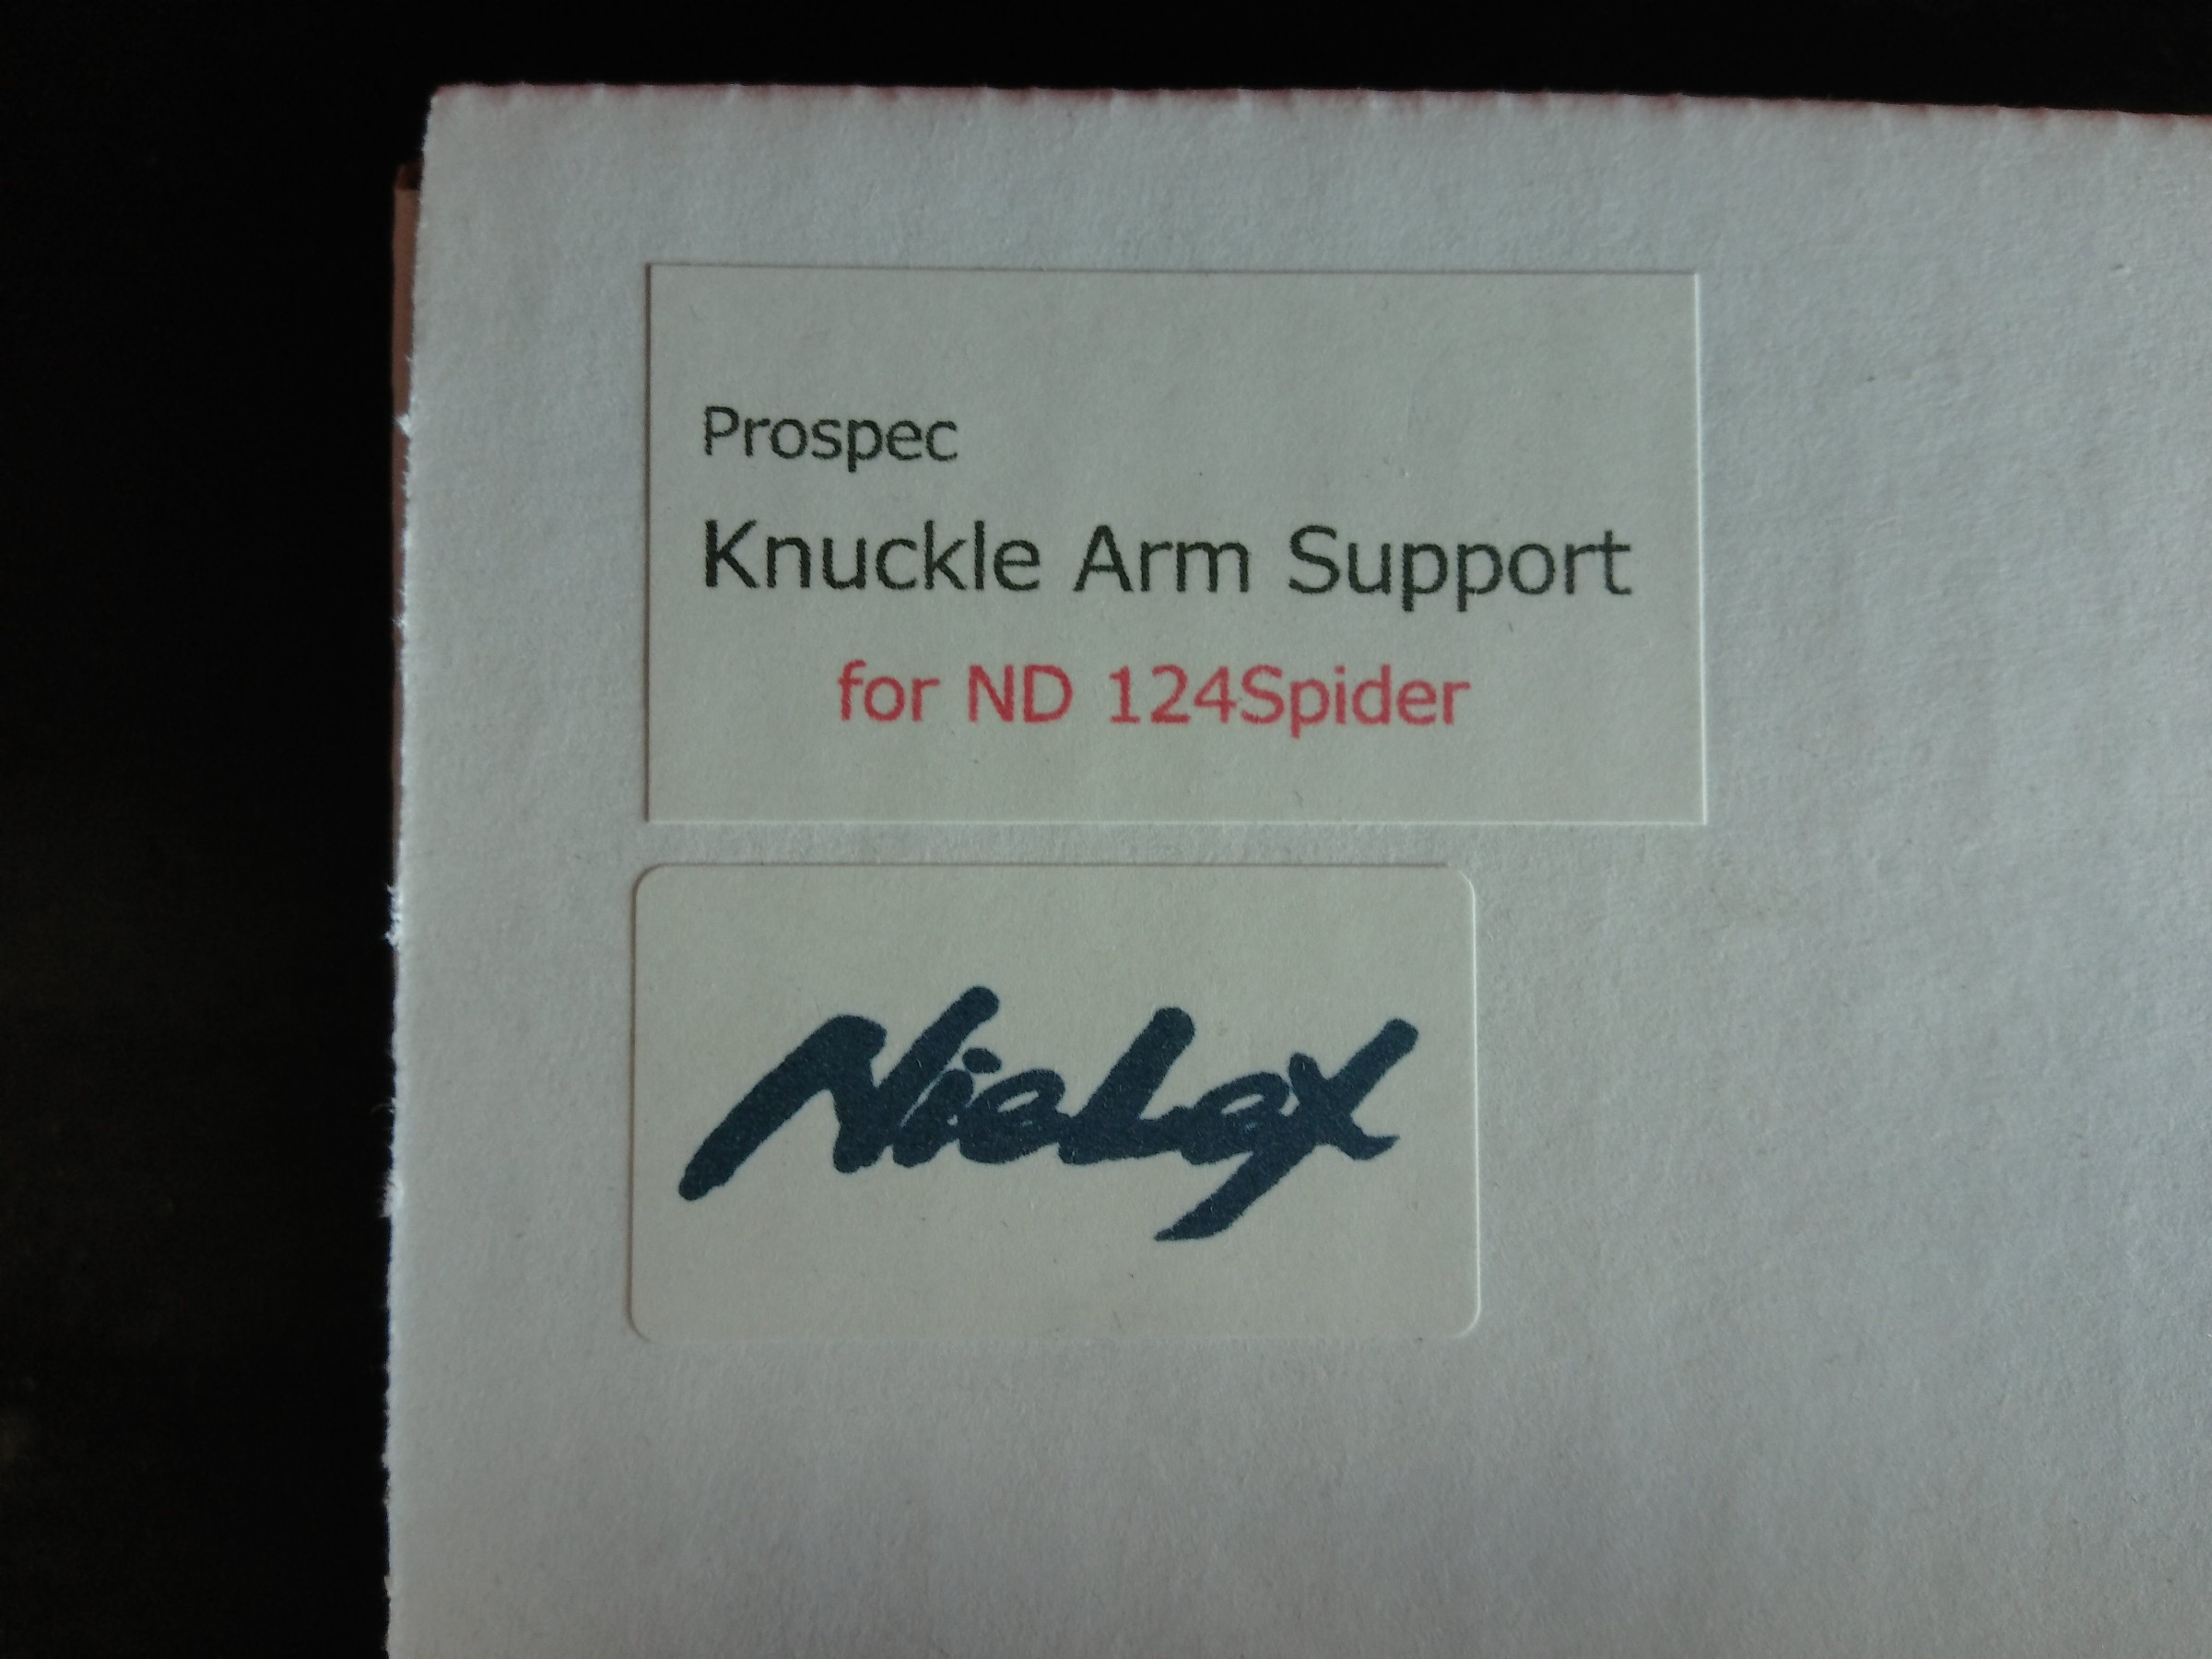 Prospec
Knuckle Arm Support
for ND 124Spider
NieLex